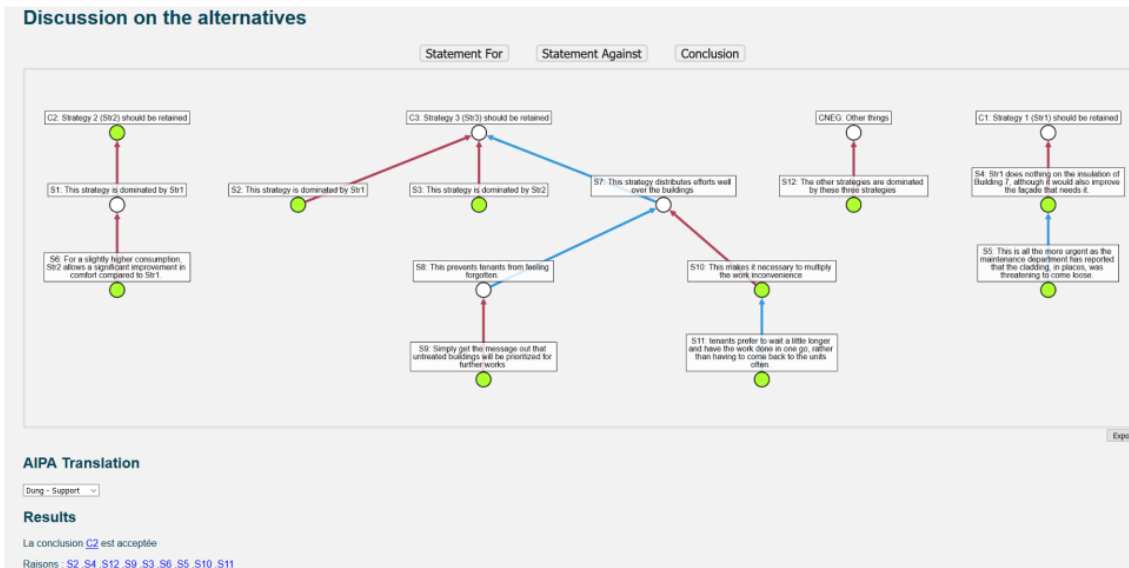 Discussion on the alternatives
Statement For
Statement Against
Conclusion
C2: Strategy 2 (Str2) should be retained
C3: Strategy 3 (Str3) should be retained
CNEG: Other things
C1: Strategy 1 (Str1) should be retained
S1: This strategy is dominated by Str1
S2: This strategy is dominated by Str1
S3: This strategy is dominated by Str2
S7: This strategy distributes efforts well
over the buildings
S12: The other strategies are dominated
by these three strategies
S4: Str1 does nothing on the insulation of
Building 7, although it would also improve
the façade that needs it.
S6: For a slightly higher consumption,
Str2 allows a significant improvement in
comfort compared to Str1.
S8: This prevents tenants from feeling
forgotten.
S10: This makes it necessary to multiply
the work inconvenience
S5: This is all the more urgent as the
maintenance department has reported
that the cladding, in places, was
threatening to come loose.
S9: Simply get the message out that
untreated buildings will be prioritized for
further works
S11: tenants prefer to wait a little longer
and have the work done in one go, rather
than having to come back to the units
often.
Expo
AIPA Translation
Dung - Support
Results
La conclusion C2 est acceptée
Raisons : S2 ,S4 ,S12 ,S9 ,S3 ,S6 ,S5 ,S10 ,S11